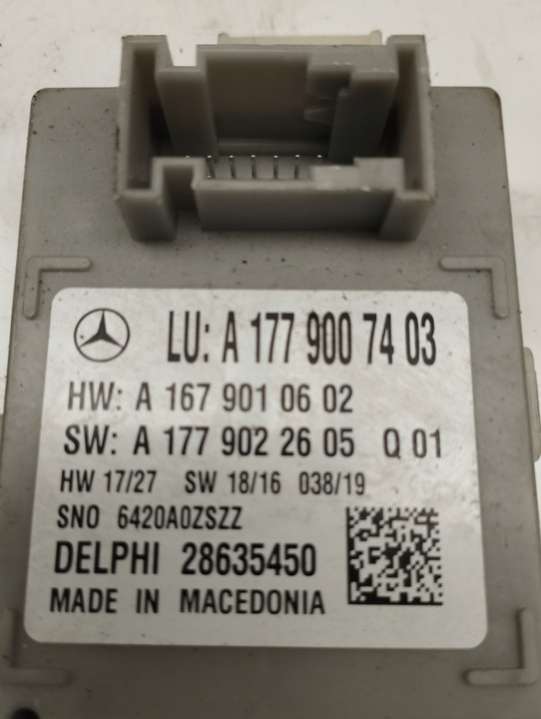 LU: A 177 900 74 03
HW: A 167 901 06 02
SW: A 177 902 26 05 Q 01
HW 17/27 SW 18/16 038/19
SNO 6420A0ZSZZ
DELPHI 28635450
MADE IN MACEDONIA